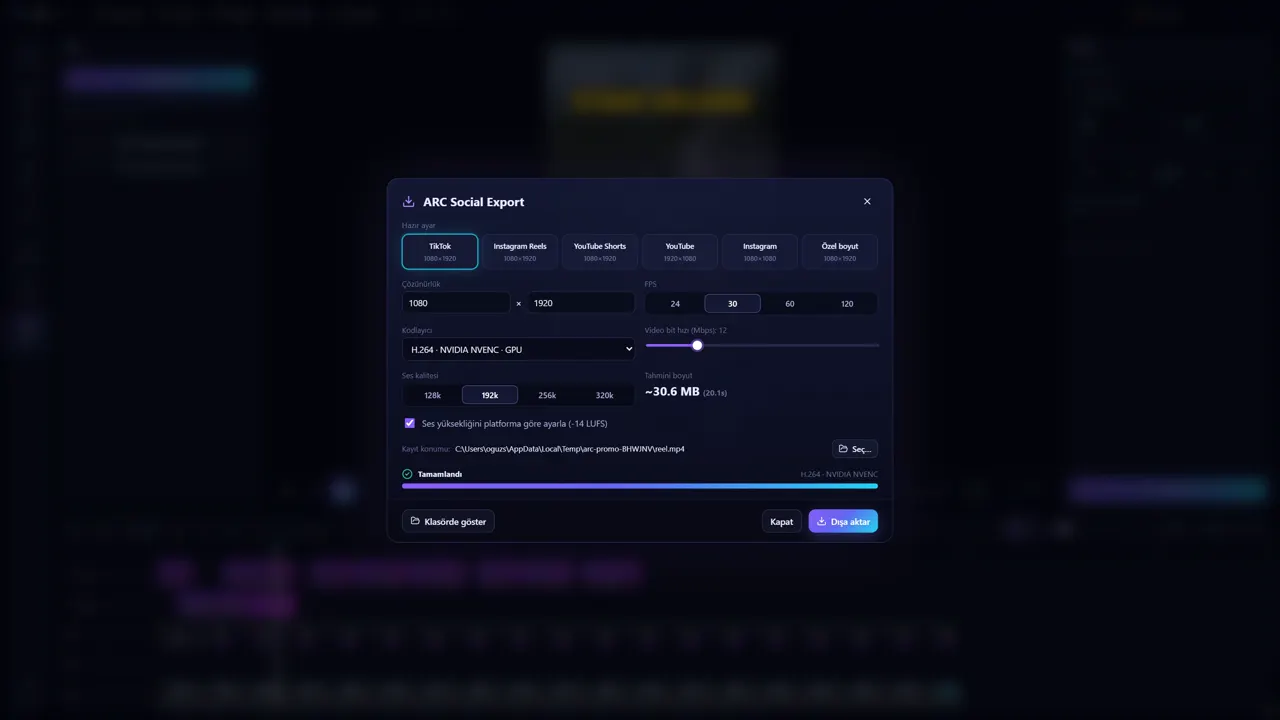 ARC Social Export
Hazır ayar
TikTok
1080×1920
Instagram Reels
1080×1920
YouTube Shorts
1080×1920
YouTube
1920×1080
Instagram
1080×1080
Özel boyut
1080×1920
Çözünürlük
1080 × 1920
FPS
24 30 60 120
Kodlayıcı
H.264 · NVIDIA NVENC · GPU
Video bit hızı (Mbps): 12
Ses kalitesi
128k 192k 256k 320k
Tahmini boyut
~30.6 MB (20.1s)
Ses yüksekliğini platforma göre ayarla (-14 LUFS)
Kayıt konumu: C:\Users\oguzs\AppData\Local\Temp\arc-promo-BHWJNV\reel.mp4
Seç...
Tamamlandı
H.264 · NVIDIA NVENC
Klasörde göster
Kapat
Dışa aktar